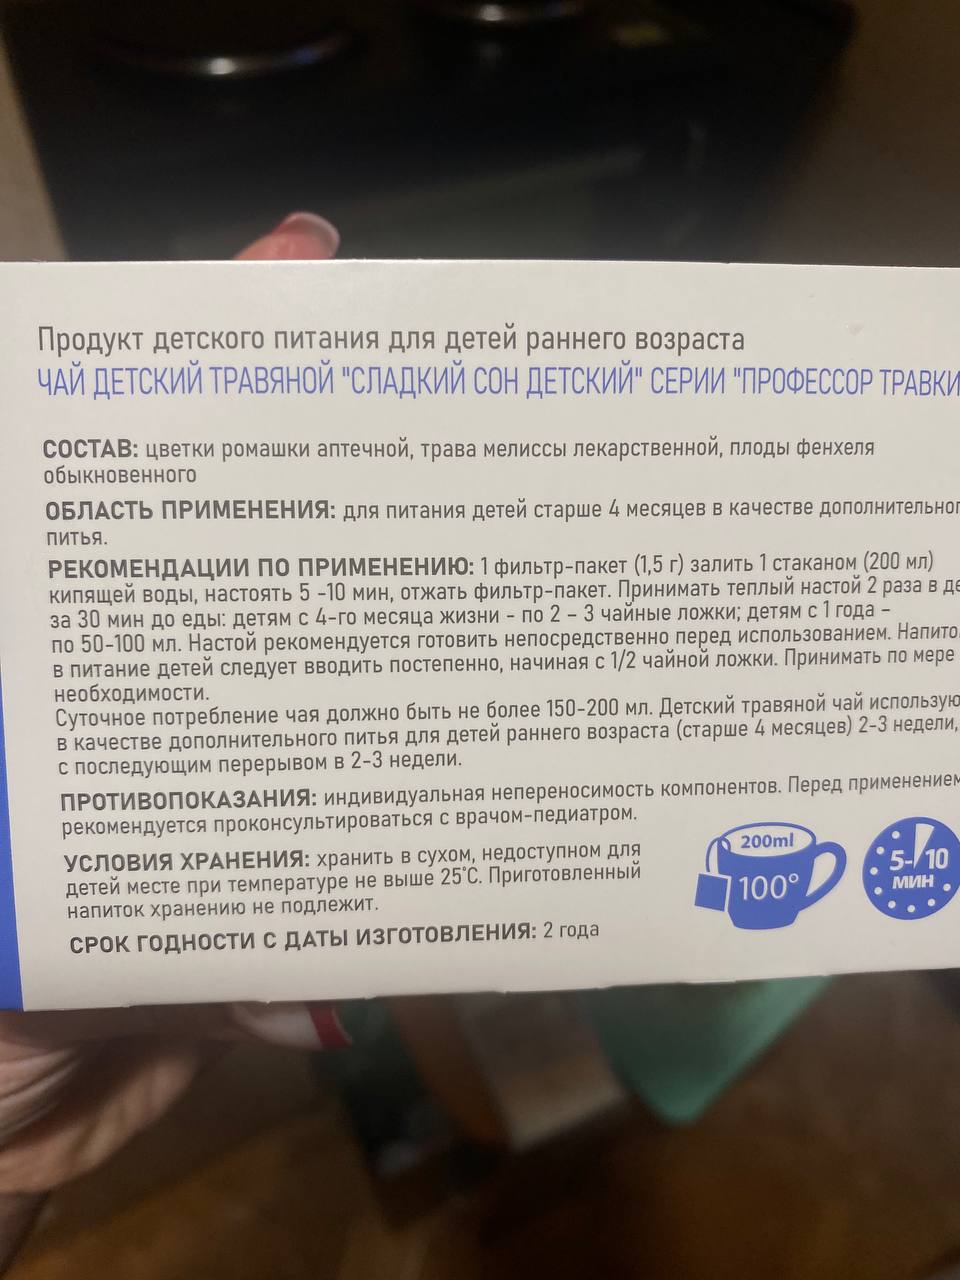 Продукт детского питания для детей раннего возраста
ЧАЙ ДЕТСКИЙ ТРАВЯНОЙ "СЛАДКИЙ СОН ДЕТСКИЙ" СЕРИИ "ПРОФЕССОР ТРАВКИ
СОСТАВ: цветки ромашки аптечной, трава мелиссы лекарственной, плоды фенхеля
обыкновенного
ОБЛАСТЬ ПРИМЕНЕНИЯ: для питания детей старше 4 месяцев в качестве
питья.
РЕКОМЕНДАЦИИ ПО ПРИМЕНЕНИЮ: 1 фильтр-пакет (1,5 г) залить 1 стаканом (200 мл)
кипящей воды, настоять 5 -10 мин, отжать фильтр-пакет. Принимать теплый настой 2 раза в
за 30 мин до еды: детям с 4-го месяца жизни - по 2 – 3 чайные ложки; детям с 1 года –
по 50-100 мл. Настой рекомендуется готовить непосредственно перед использованием.
в питание детей следует вводить постепенно, начиная с 1/2 чайной ложки. Принимать по мере
необходимости.
Суточное потребление чая должно быть не более 150-200 мл. Детский травяной чай
в качестве дополнительного питья для детей раннего возраста (старше 4 месяцев) 2-3 недели,
с последующим перерывом в 2-3 недели.
ПРОТИВОПОКАЗАНИЯ: индивидуальная непереносимость компонентов. Перед применением
рекомендуется проконсультироваться с врачом-педиатром.
УСЛОВИЯ ХРАНЕНИЯ: хранить в сухом, недоступном для
детей месте при температуре не выше 25°С. Приготовленный
напиток хранению не подлежит.
СРОК ГОДНОСТИ С ДАТЫ ИЗГОТОВЛЕНИЯ: 2 года
200ml
100°
5-10
МИН